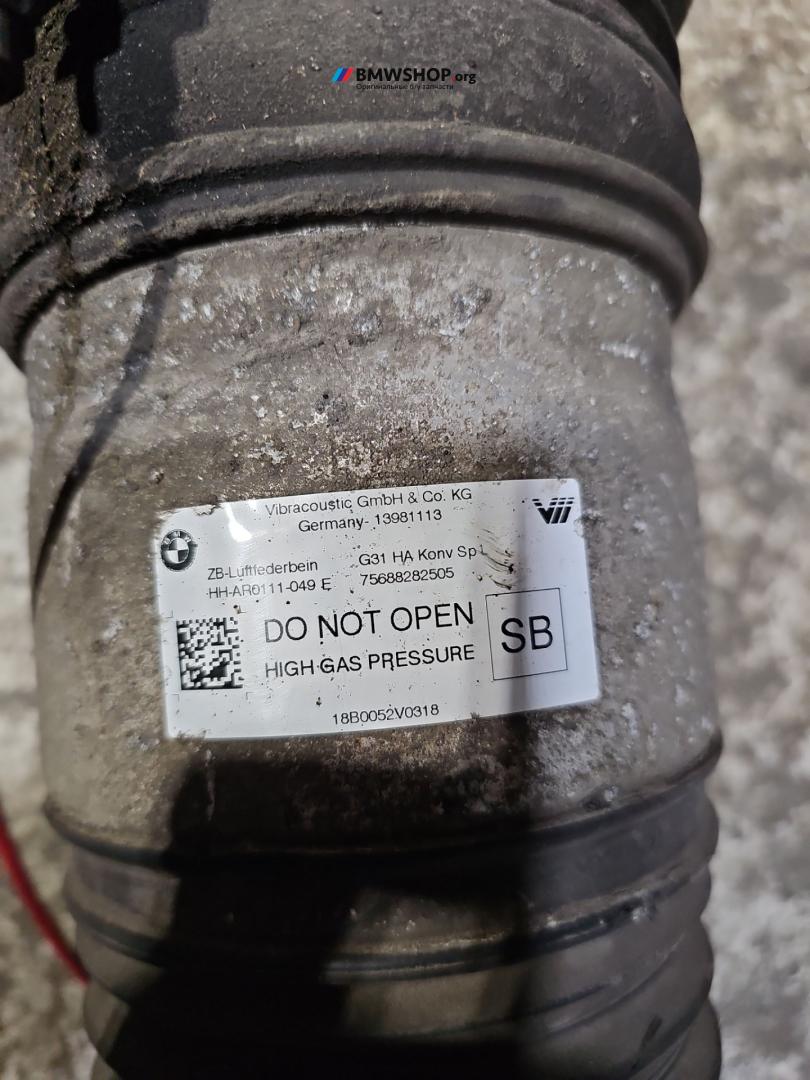 BMWSHOP.org
Оригинальные б/у запчасти
Vibracoustic GmbH & Co. KG
Germany- 13981113
ZB-Luftfederbein G31 HA Konv Sp
HH-AR0111-049 E 75688282505
DO NOT OPEN
HIGH GAS PRESSURE
SB
18B0052V0318